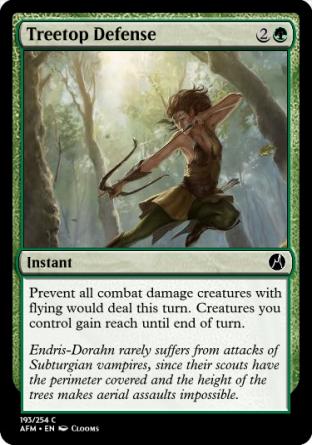 Treetop Defense 2
Instant
Prevent all combat damage creatures with
flying would deal this turn. Creatures you
control gain reach until end of turn.
Endris-Dorahn rarely suffers from attacks of
Subturgian vampires, since their scouts have
the perimeter covered and the height of the
trees makes aerial assaults impossible.
193/254 C
AFM • EN CLOOMS